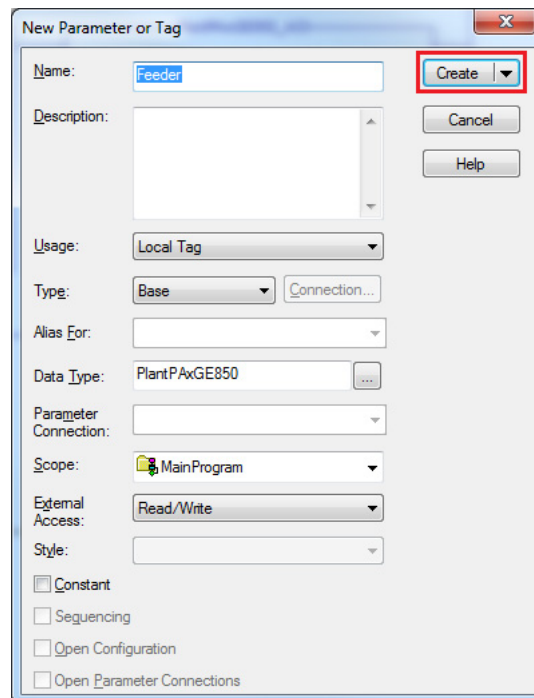 New Parameter or Tag
Name: Feeder Create
Description: Cancel
Help
Usage: Local Tag
Type: Base Connection...
Alias For:
Data Type: PlantPAxGE850 ...
Parameter
Connection:
Scope: MainProgram
External
Access: Read/Write
Style:
Constant
Sequencing
Open Configuration
Open Parameter Connections